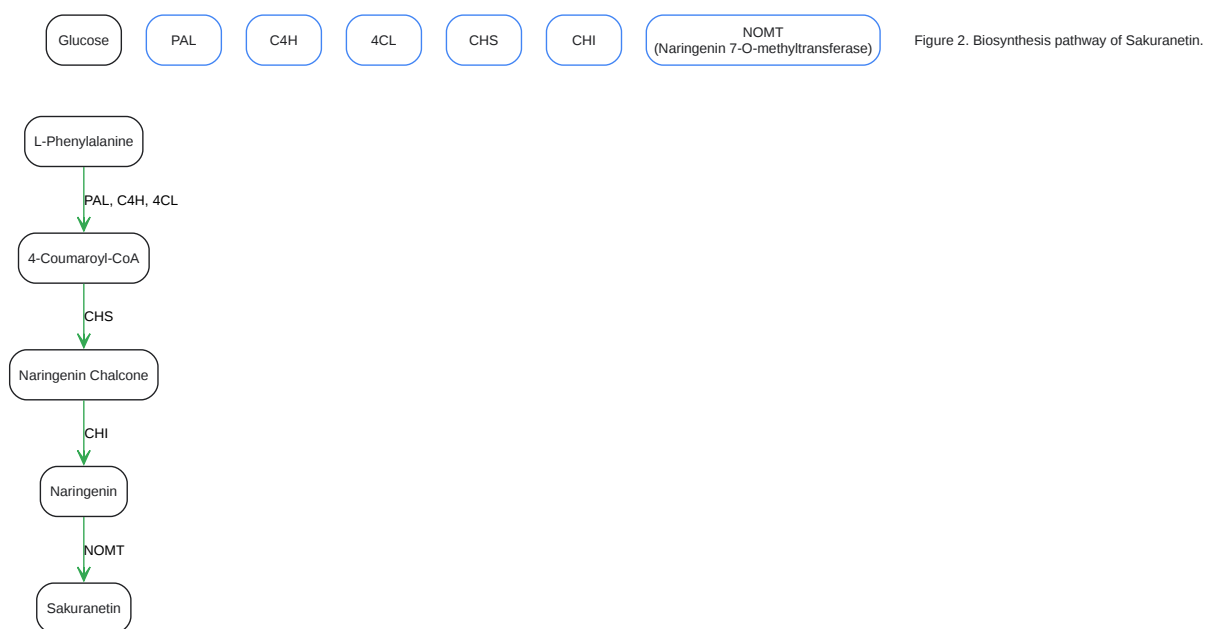 Glucose
PAL
C4H
4CL
CHS
CHI
NOMT
(Naringenin 7-O-methyltransferase)
Figure 2. Biosynthesis pathway of Sakuranetin.
L-Phenylalanine
PAL, C4H, 4CL
4-Coumaroyl-CoA
CHS
Naringenin Chalcone
CHI
Naringenin
NOMT
Sakuranetin